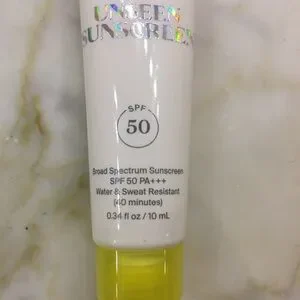 UNSEEN
SUNSCREEN
SPF
50
Broad Spectrum Sunscreen
SPF 50 PA+++
Water & Sweat Resistant
(40 minutes)
0.34 fl oz / 10 mL